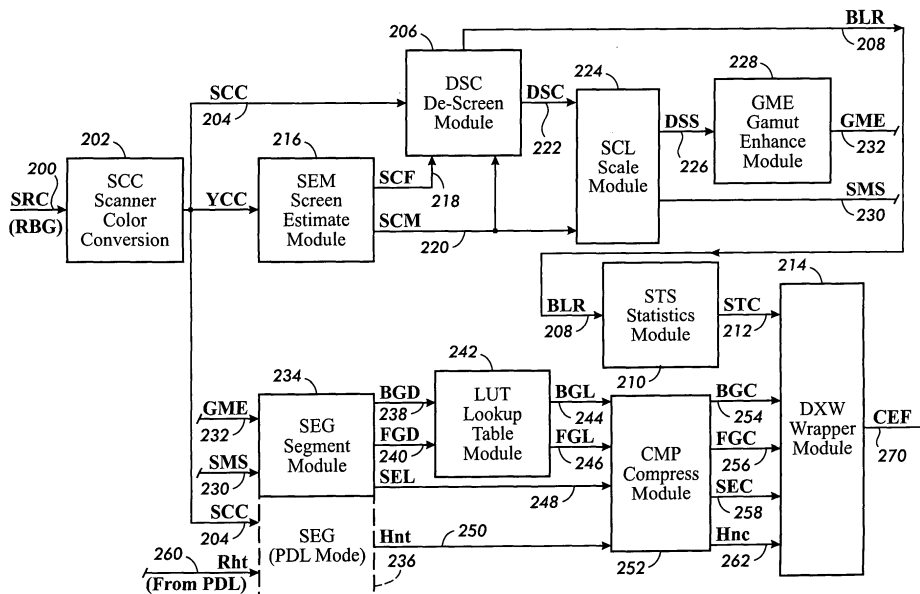 BLR
208
206
DSC
De-Screen
Module
SCC
204
DSC
222
224
SCL
Scale
Module
DSS
226
228
GME
Gamut
Enhance
Module
GME
232
202
SCC
Scanner
Color
Conversion
200
SRC
(RBG)
YCC
216
SEM
Screen
Estimate
Module
SCF
218
SCM
220
SMS
230
BLR
208
STS
Statistics
Module
210
STC
212
214
DXW
Wrapper
Module
CEF
270
234
SEG
Segment
Module
GME
232
SMS
230
SCC
204
260
Rht
(From PDL)
SEG
(PDL Mode)
236
BGD
238
FGD
240
SEL
248
Hnt
250
242
LUT
Lookup
Table
Module
BGL
244
FGL
246
CMP
Compress
Module
252
BGC
254
FGC
256
SEC
258
Hnc
262